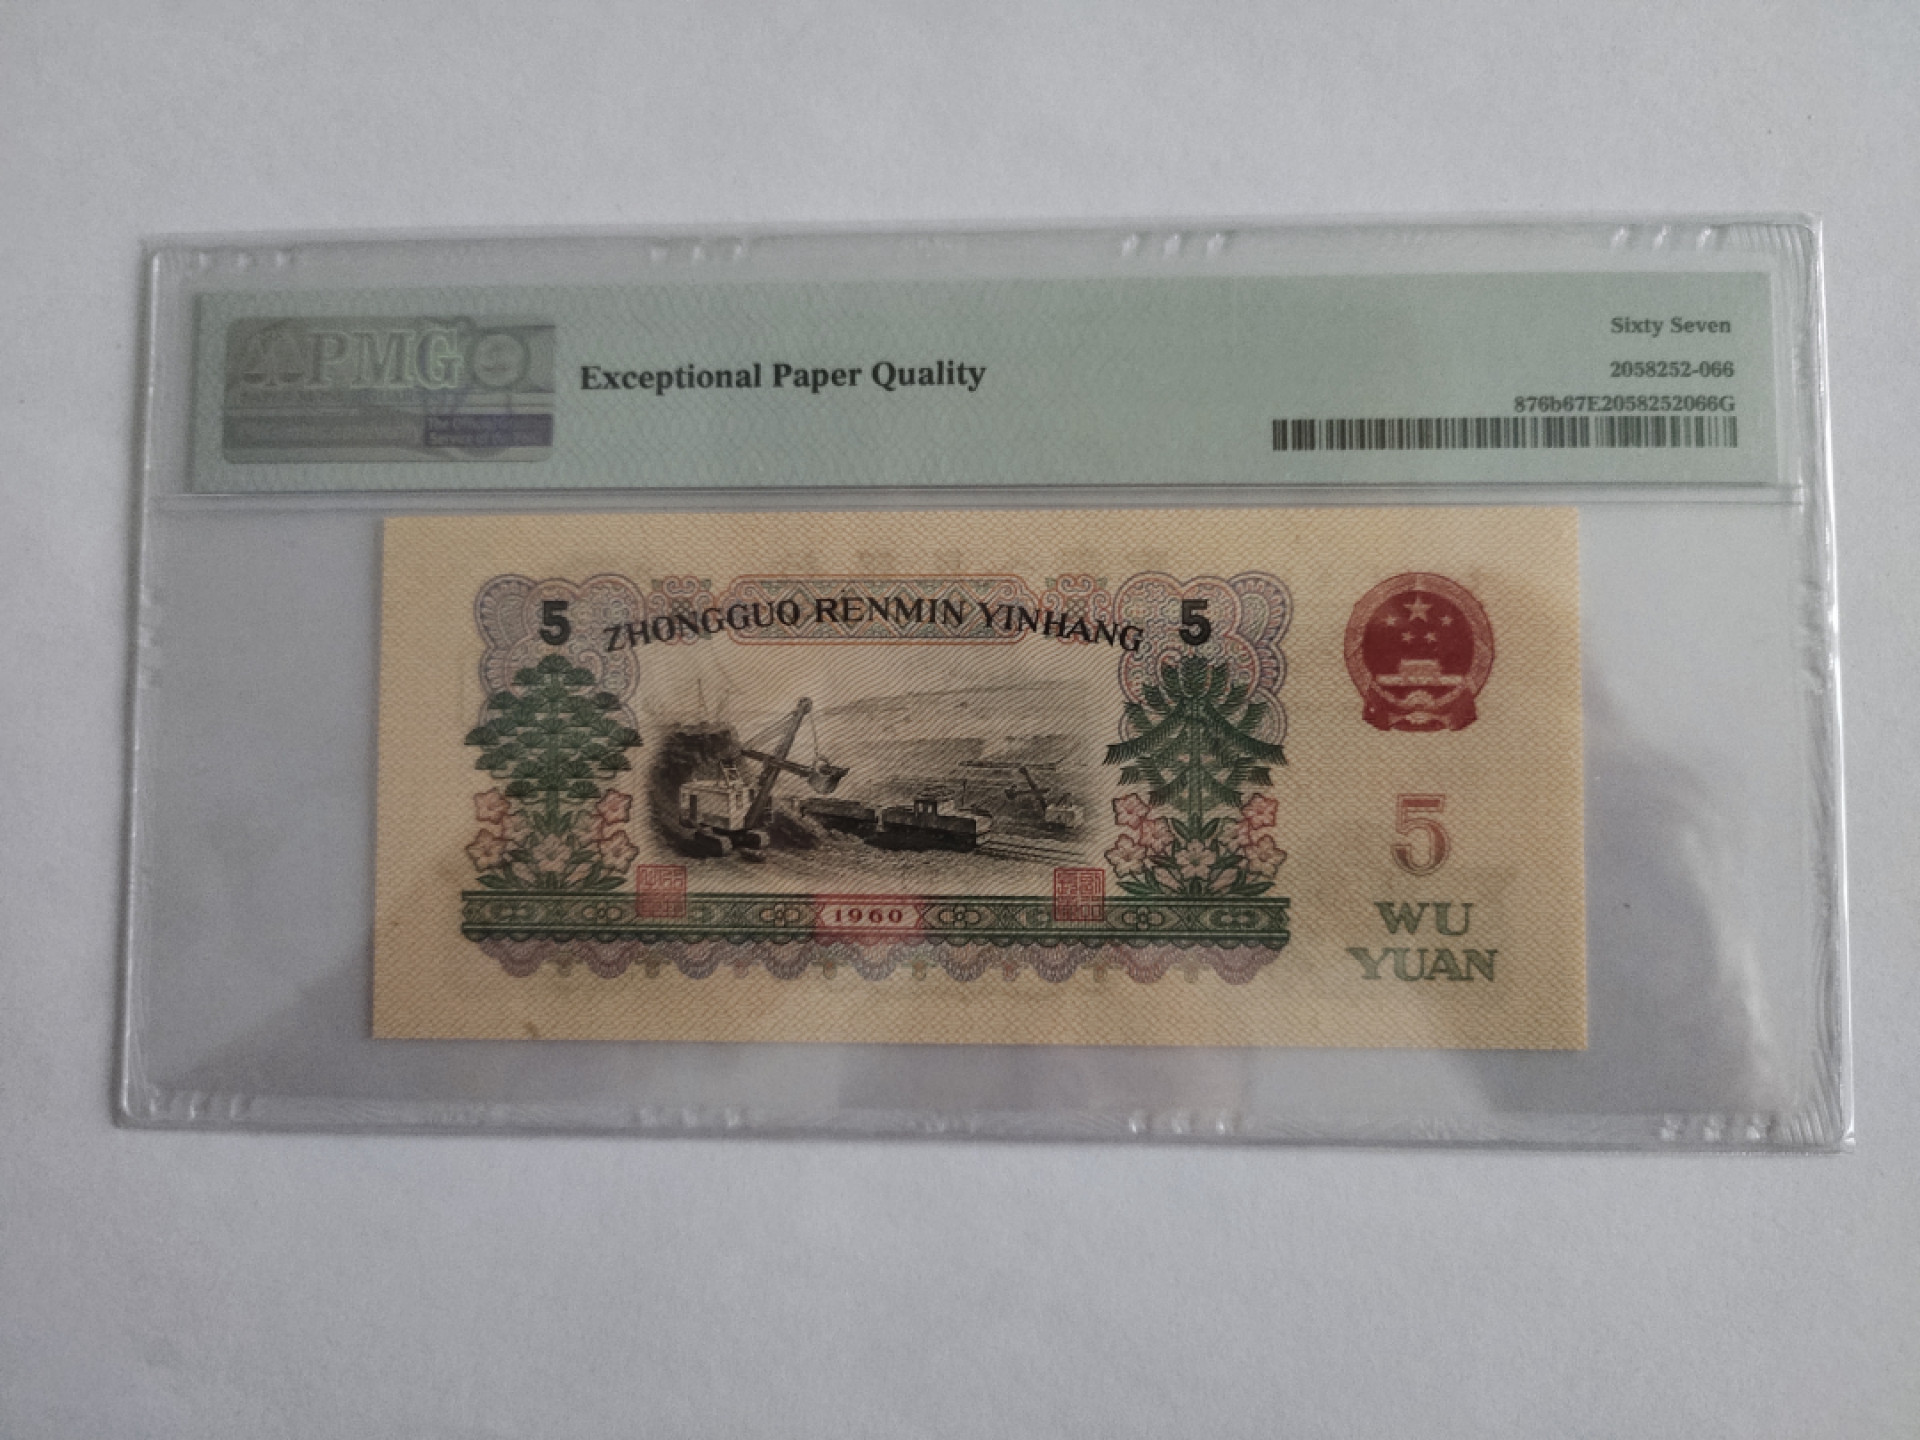 PMG
Exceptional Paper Quality
Sixty Seven
2058252-066
876b67E2058252066G
5 ZHONGGUO RENMIN YINHANG 5
1960
5
WU
YUAN